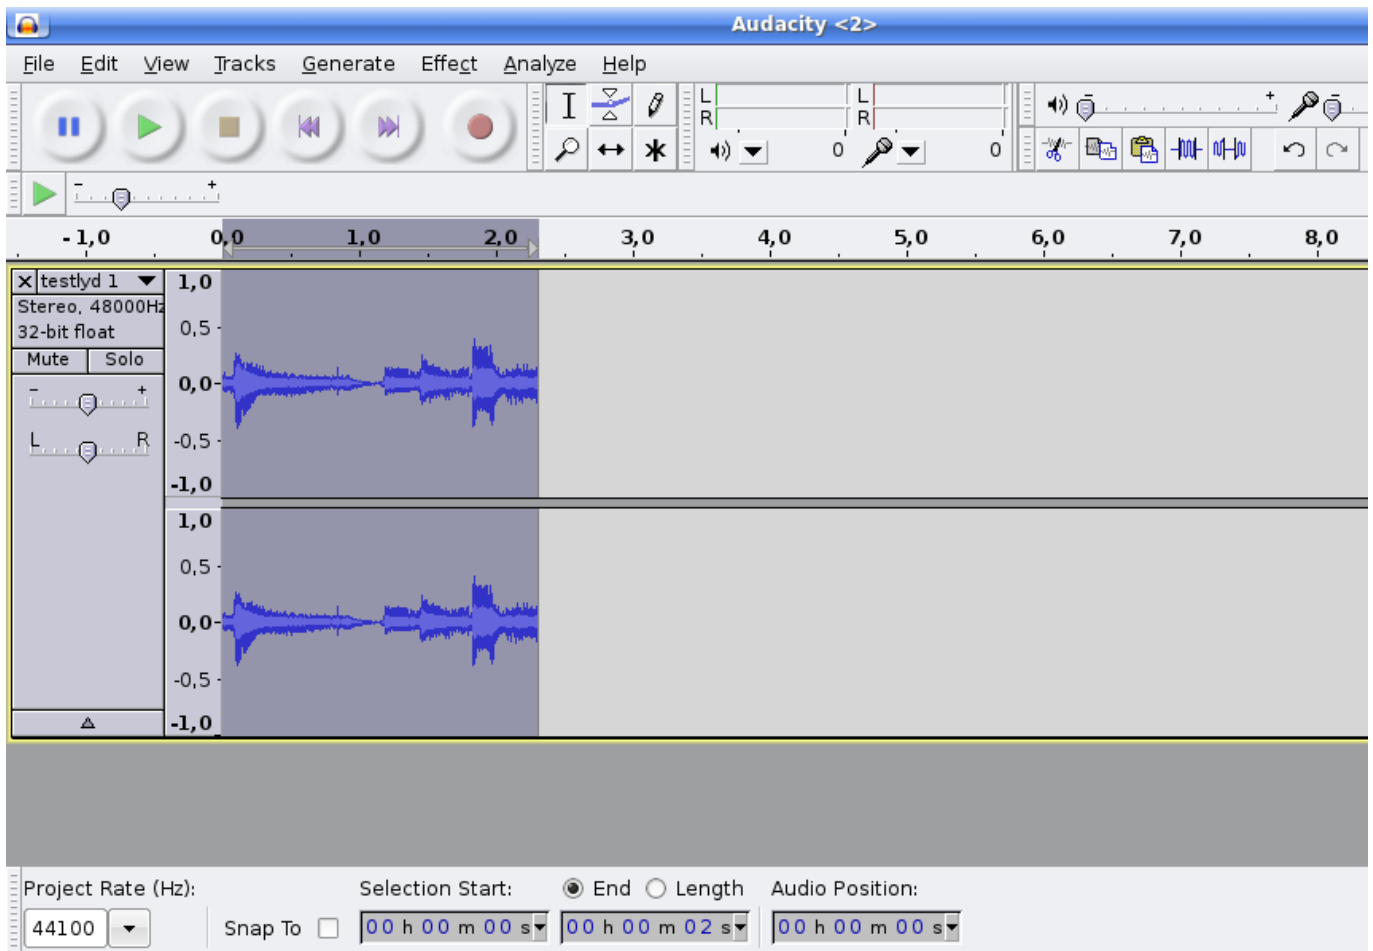 Audacity <2>
File Edit View Tracks Generate Effect Analyze Help
L
R
L
R
0
0
- +
- +
- 1,0 0,0 1,0 2,0 3,0 4,0 5,0 6,0 7,0 8,0
testlyd 1
Stereo, 48000Hz
32-bit float
Mute Solo
- +
L R
1,0
0,5
0,0
-0,5
-1,0
1,0
0,5
0,0
-0,5
-1,0
Project Rate (Hz): Selection Start: End Length Audio Position:
44100 Snap To 00 h 00 m 00 s 00 h 00 m 02 s 00 h 00 m 00 s